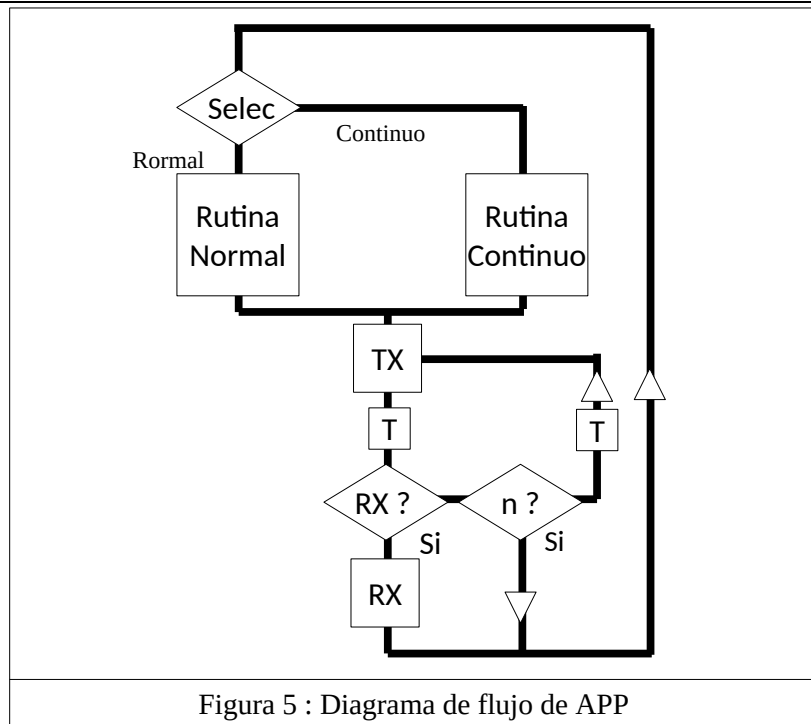 Selec
Continuo
Rormal
Rutina
Normal
Rutina
Continuo
TX
T
T
RX ?
n ?
Si
Si
RX
Figura 5 : Diagrama de flujo de APP